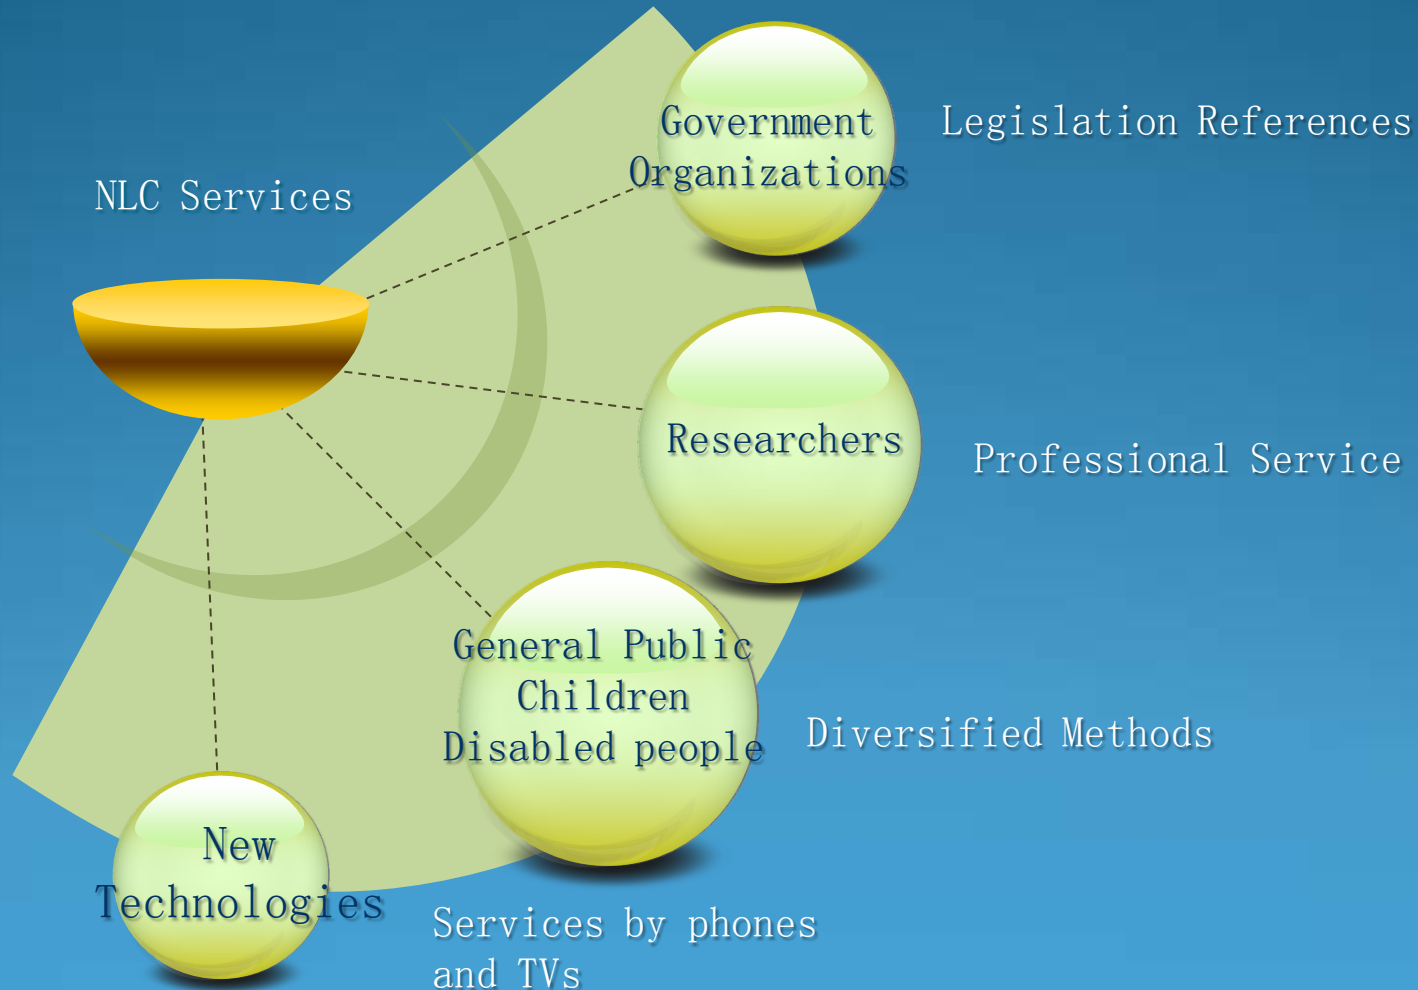 NLC Services
Government
Organizations
Legislation References
Researchers
Professional Service
General Public
Children
Disabled people
Diversified Methods
New
Technologies
Services by phones
and TVs